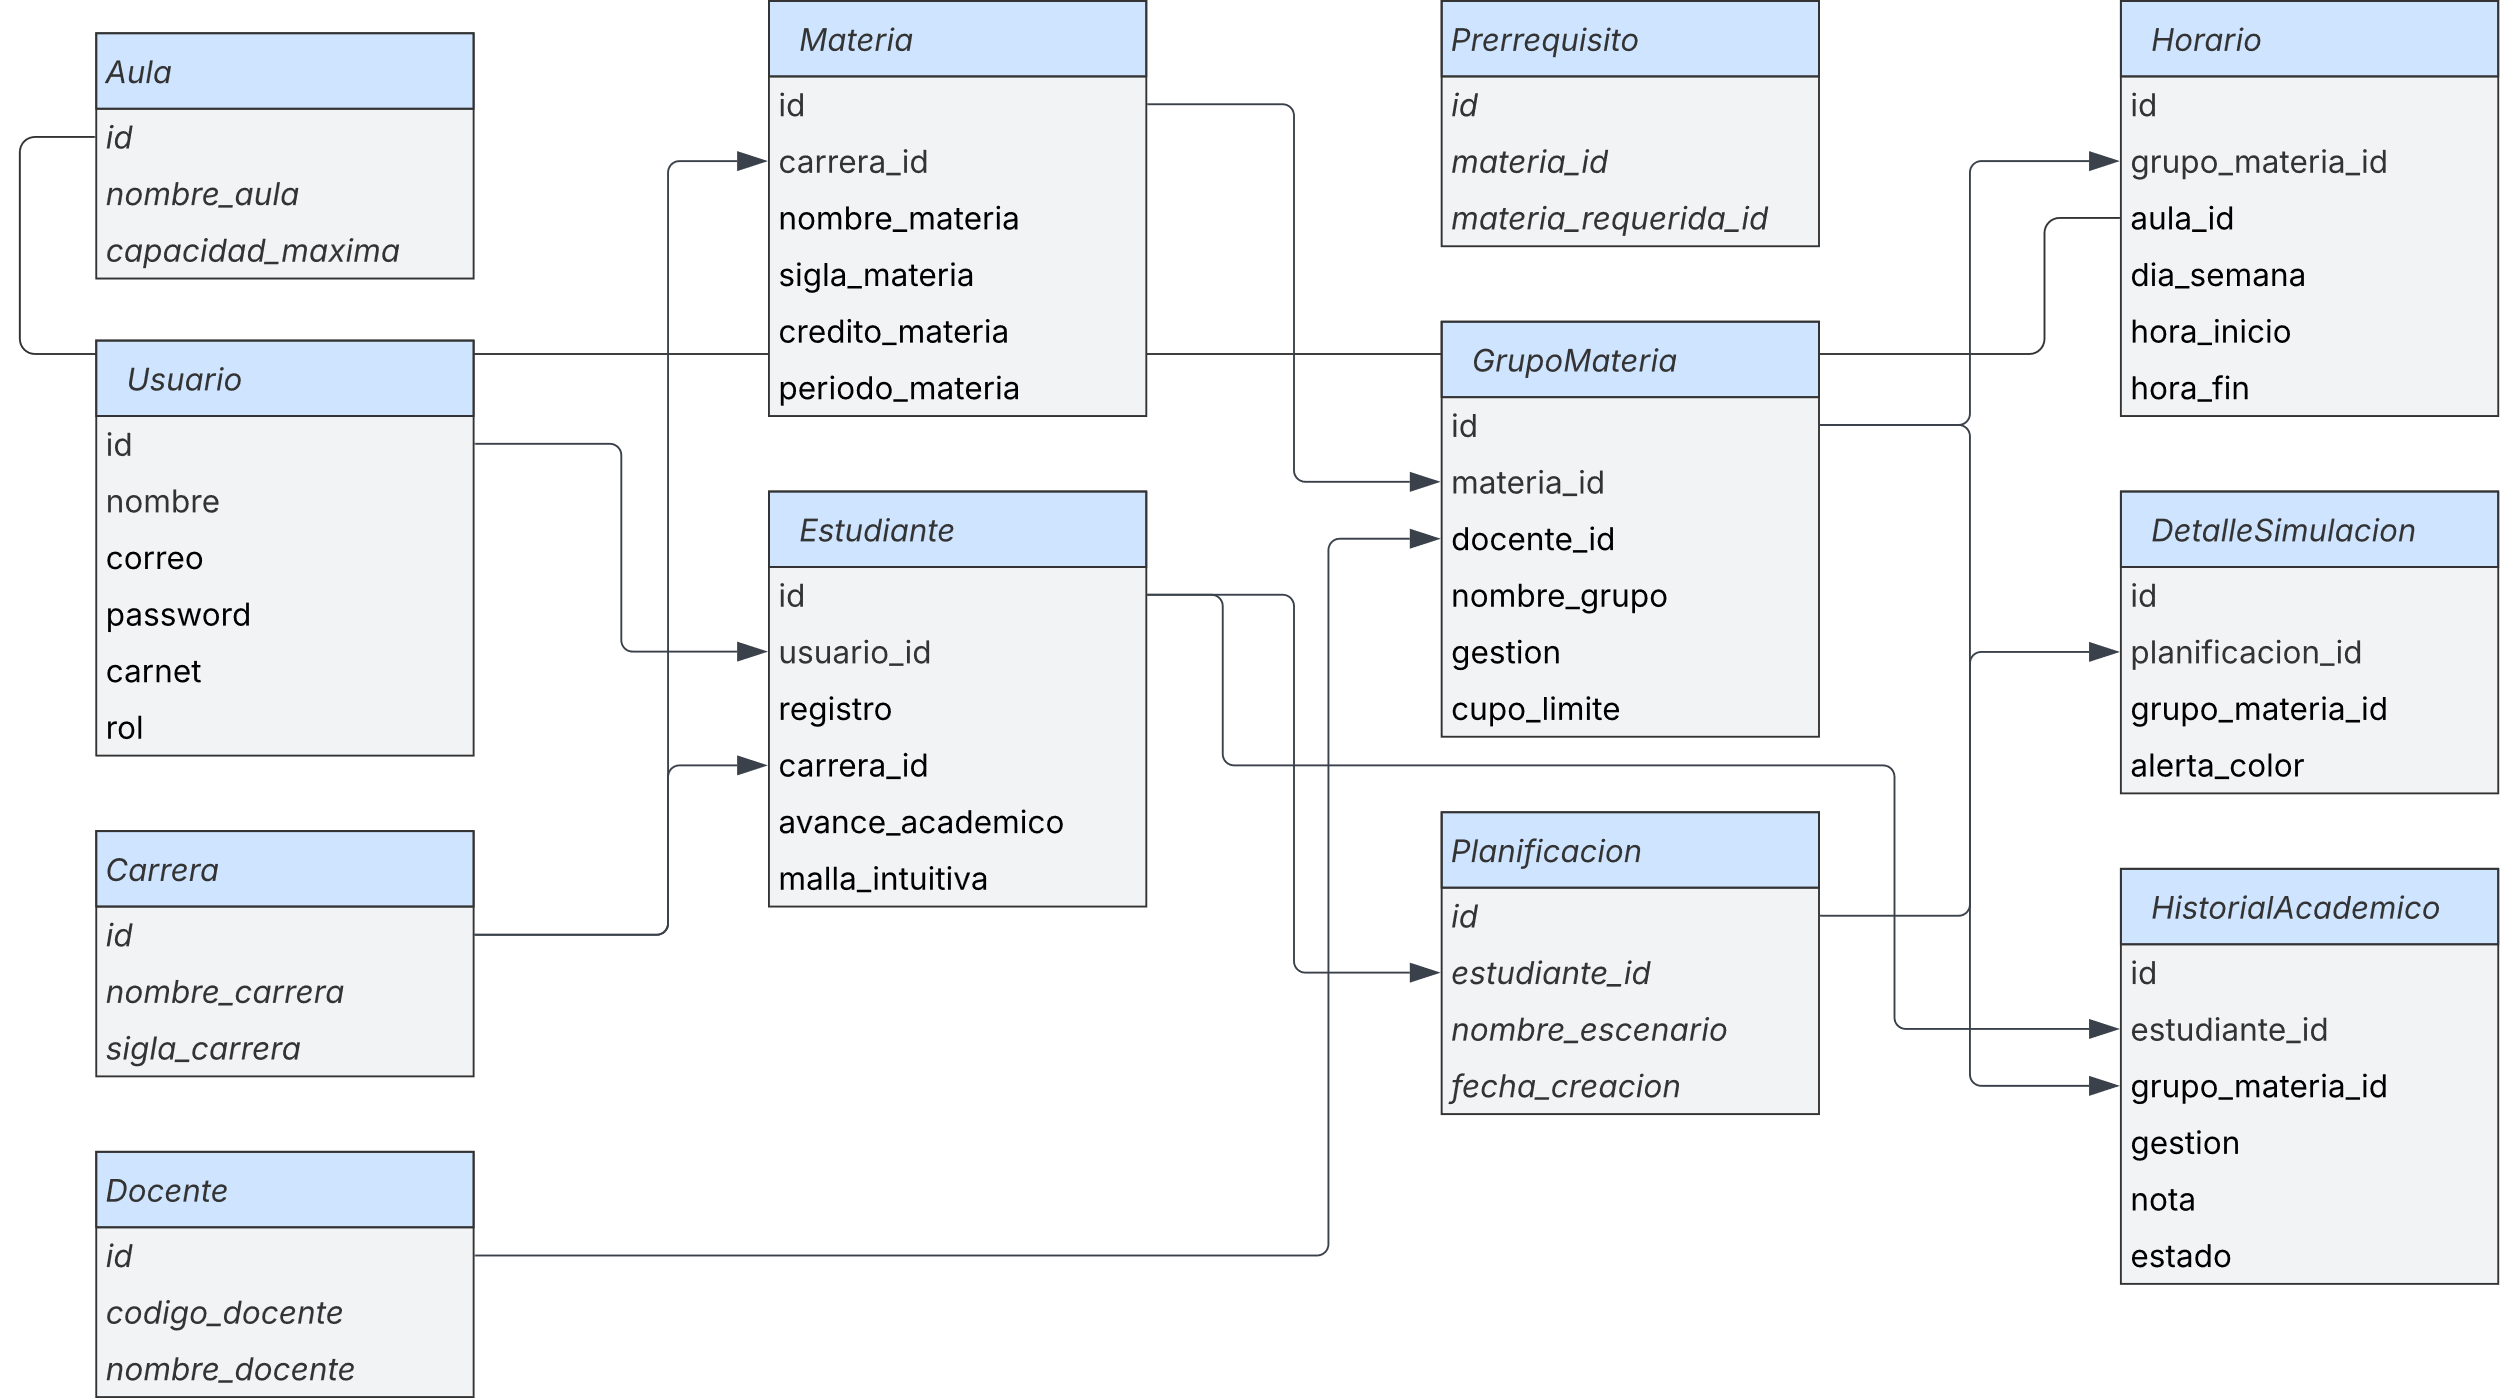 Aula
id
nombre_aula
capacidad_maxima
Usuario
id
nombre
correo
password
carnet
rol
Carrera
id
nombre_carrera
sigla_carrera
Docente
id
codigo_docente
nombre_docente
Materia
id
carrera_id
nombre_materia
sigla_materia
credito_materia
periodo_materia
Estudiante
id
usuario_id
registro
carrera_id
avance_academico
malla_intuitiva
Prerrequisito
id
materia_id
materia_requerida_id
GrupoMateria
id
materia_id
docente_id
nombre_grupo
gestion
cupo_limite
Planificacion
id
estudiante_id
nombre_escenario
fecha_creacion
Horario
id
grupo_materia_id
aula_id
dia_semana
hora_inicio
hora_fin
DetalleSimulacion
id
planificacion_id
grupo_materia_id
alerta_color
HistorialAcademico
id
estudiante_id
grupo_materia_id
gestion
nota
estado